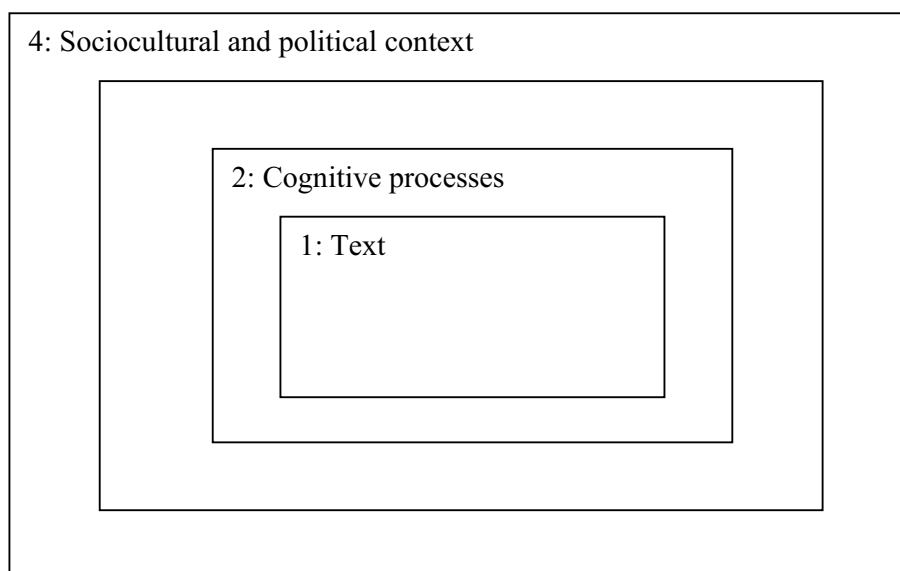 4: Sociocultural and political context
2: Cognitive processes
1: Text